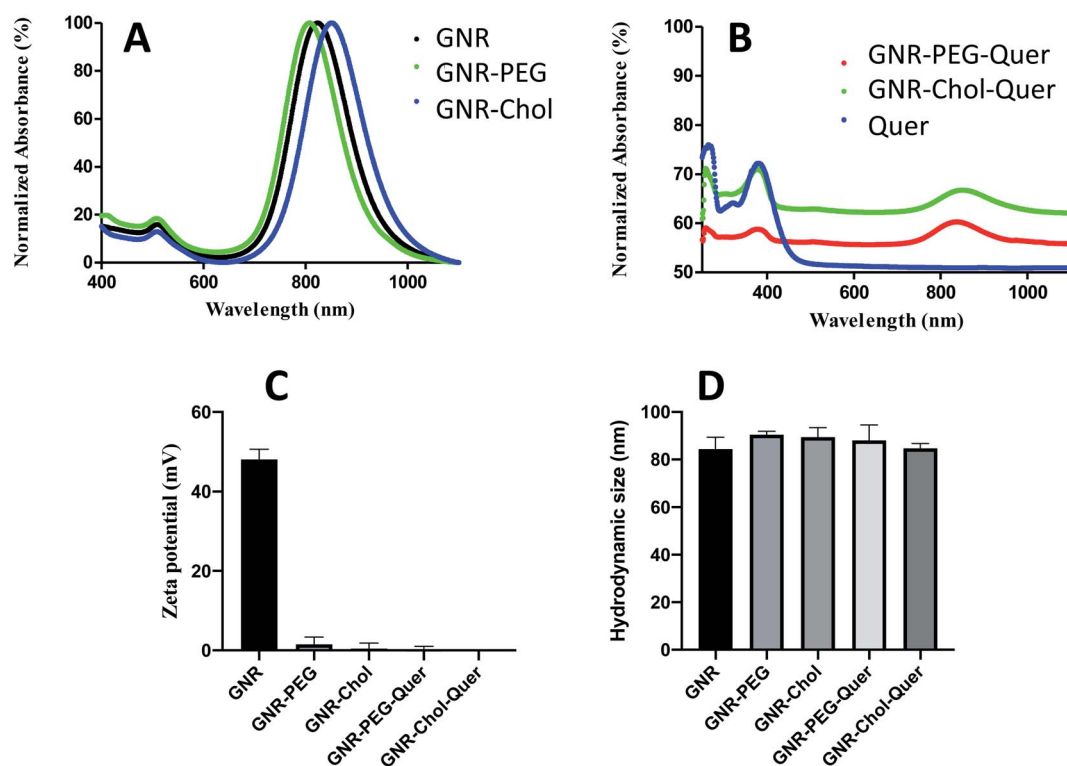 A
Normalized Absorbance (%)
100
80
60
40
20
0
400
600
800
1000
Wavelength (nm)
GNR
GNR-PEG
GNR-Chol
B
Normalized Absorbance (%)
100
90
80
70
60
50
400
600
800
1000
Wavelength (nm)
GNR-PEG-Quer
GNR-Chol-Quer
Quer
C
Zeta potential (mV)
60
40
20
0
GNR
GNR-PEG
GNR-Chol
GNR-PEG-Quer
GNR-Chol-Quer
D
Hydrodynamic size (nm)
100
80
60
40
20
0
GNR
GNR-PEG
GNR-Chol
GNR-PEG-Quer
GNR-Chol-Quer